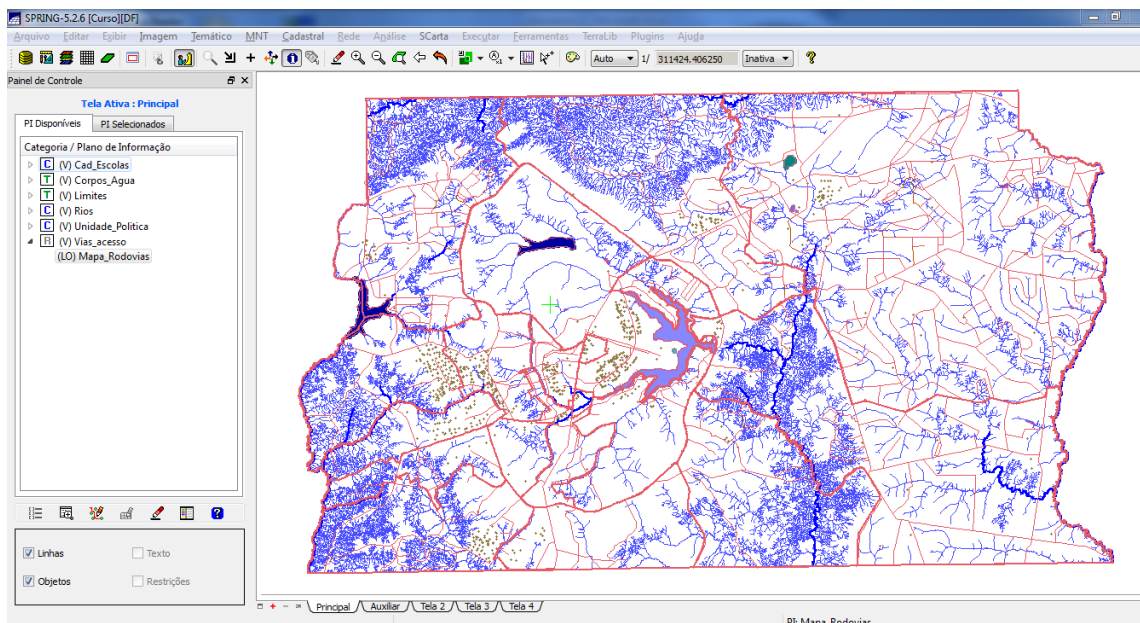 SPRING-5.2.6 [Curso][DF]
Arquivo Editar Exibir Imagem Temático MNT Cadastral Rede Análise SCarta Executar Ferramentas TerraLib Plugins Ajuda
Auto 1/ 311424.406250 Inativa
Painel de Controle
Tela Ativa : Principal
PI Disponíveis PI Selecionados
Categoria / Plano de Informação
C (V) Cad_Escolas
T (V) Corpos_Agua
T (V) Limites
C (V) Rios
C (V) Unidade_Politica
R (V) Vias_acesso
(LO) Mapa_Rodovias
Linhas Texto
Objetos Restrições
Principal Auxiliar Tela 2 Tela 3 Tela 4
PI: Mapa_Rodovias